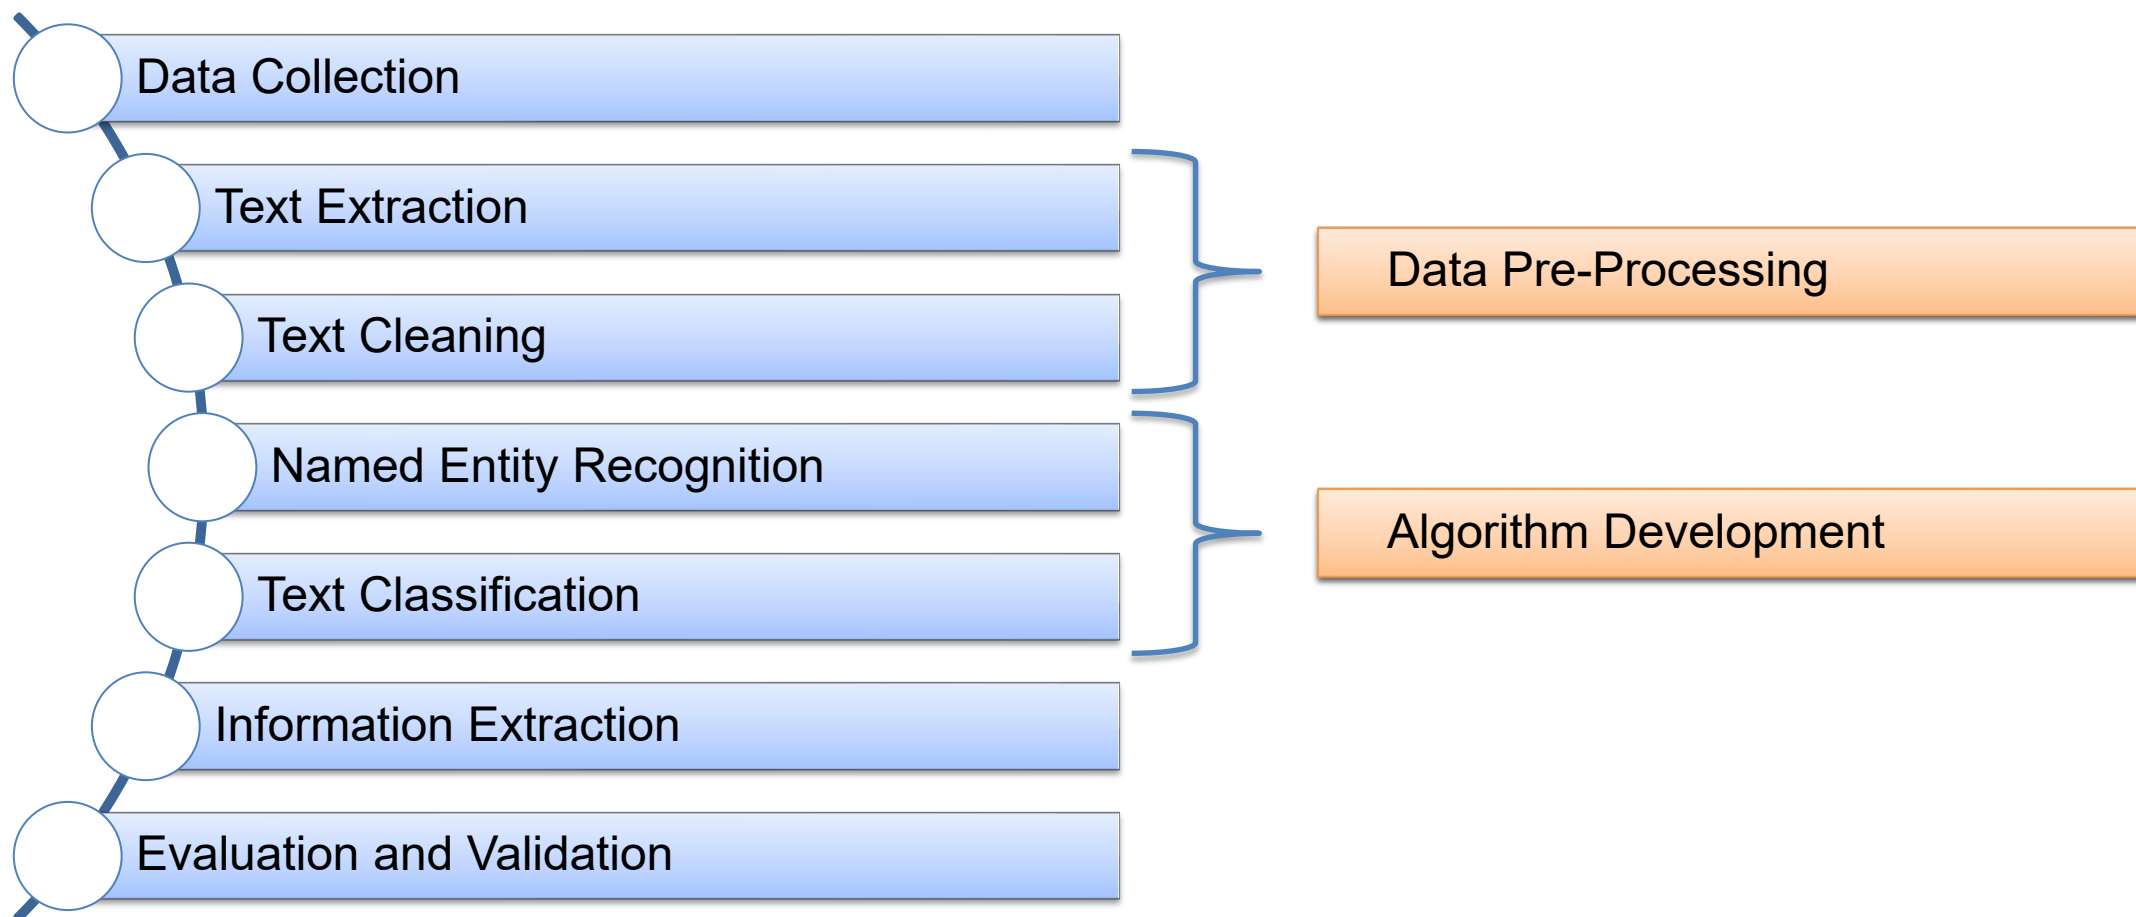 Data Collection
Text Extraction
Text Cleaning
Named Entity Recognition
Text Classification
Information Extraction
Evaluation and Validation
Data Pre-Processing
Algorithm Development